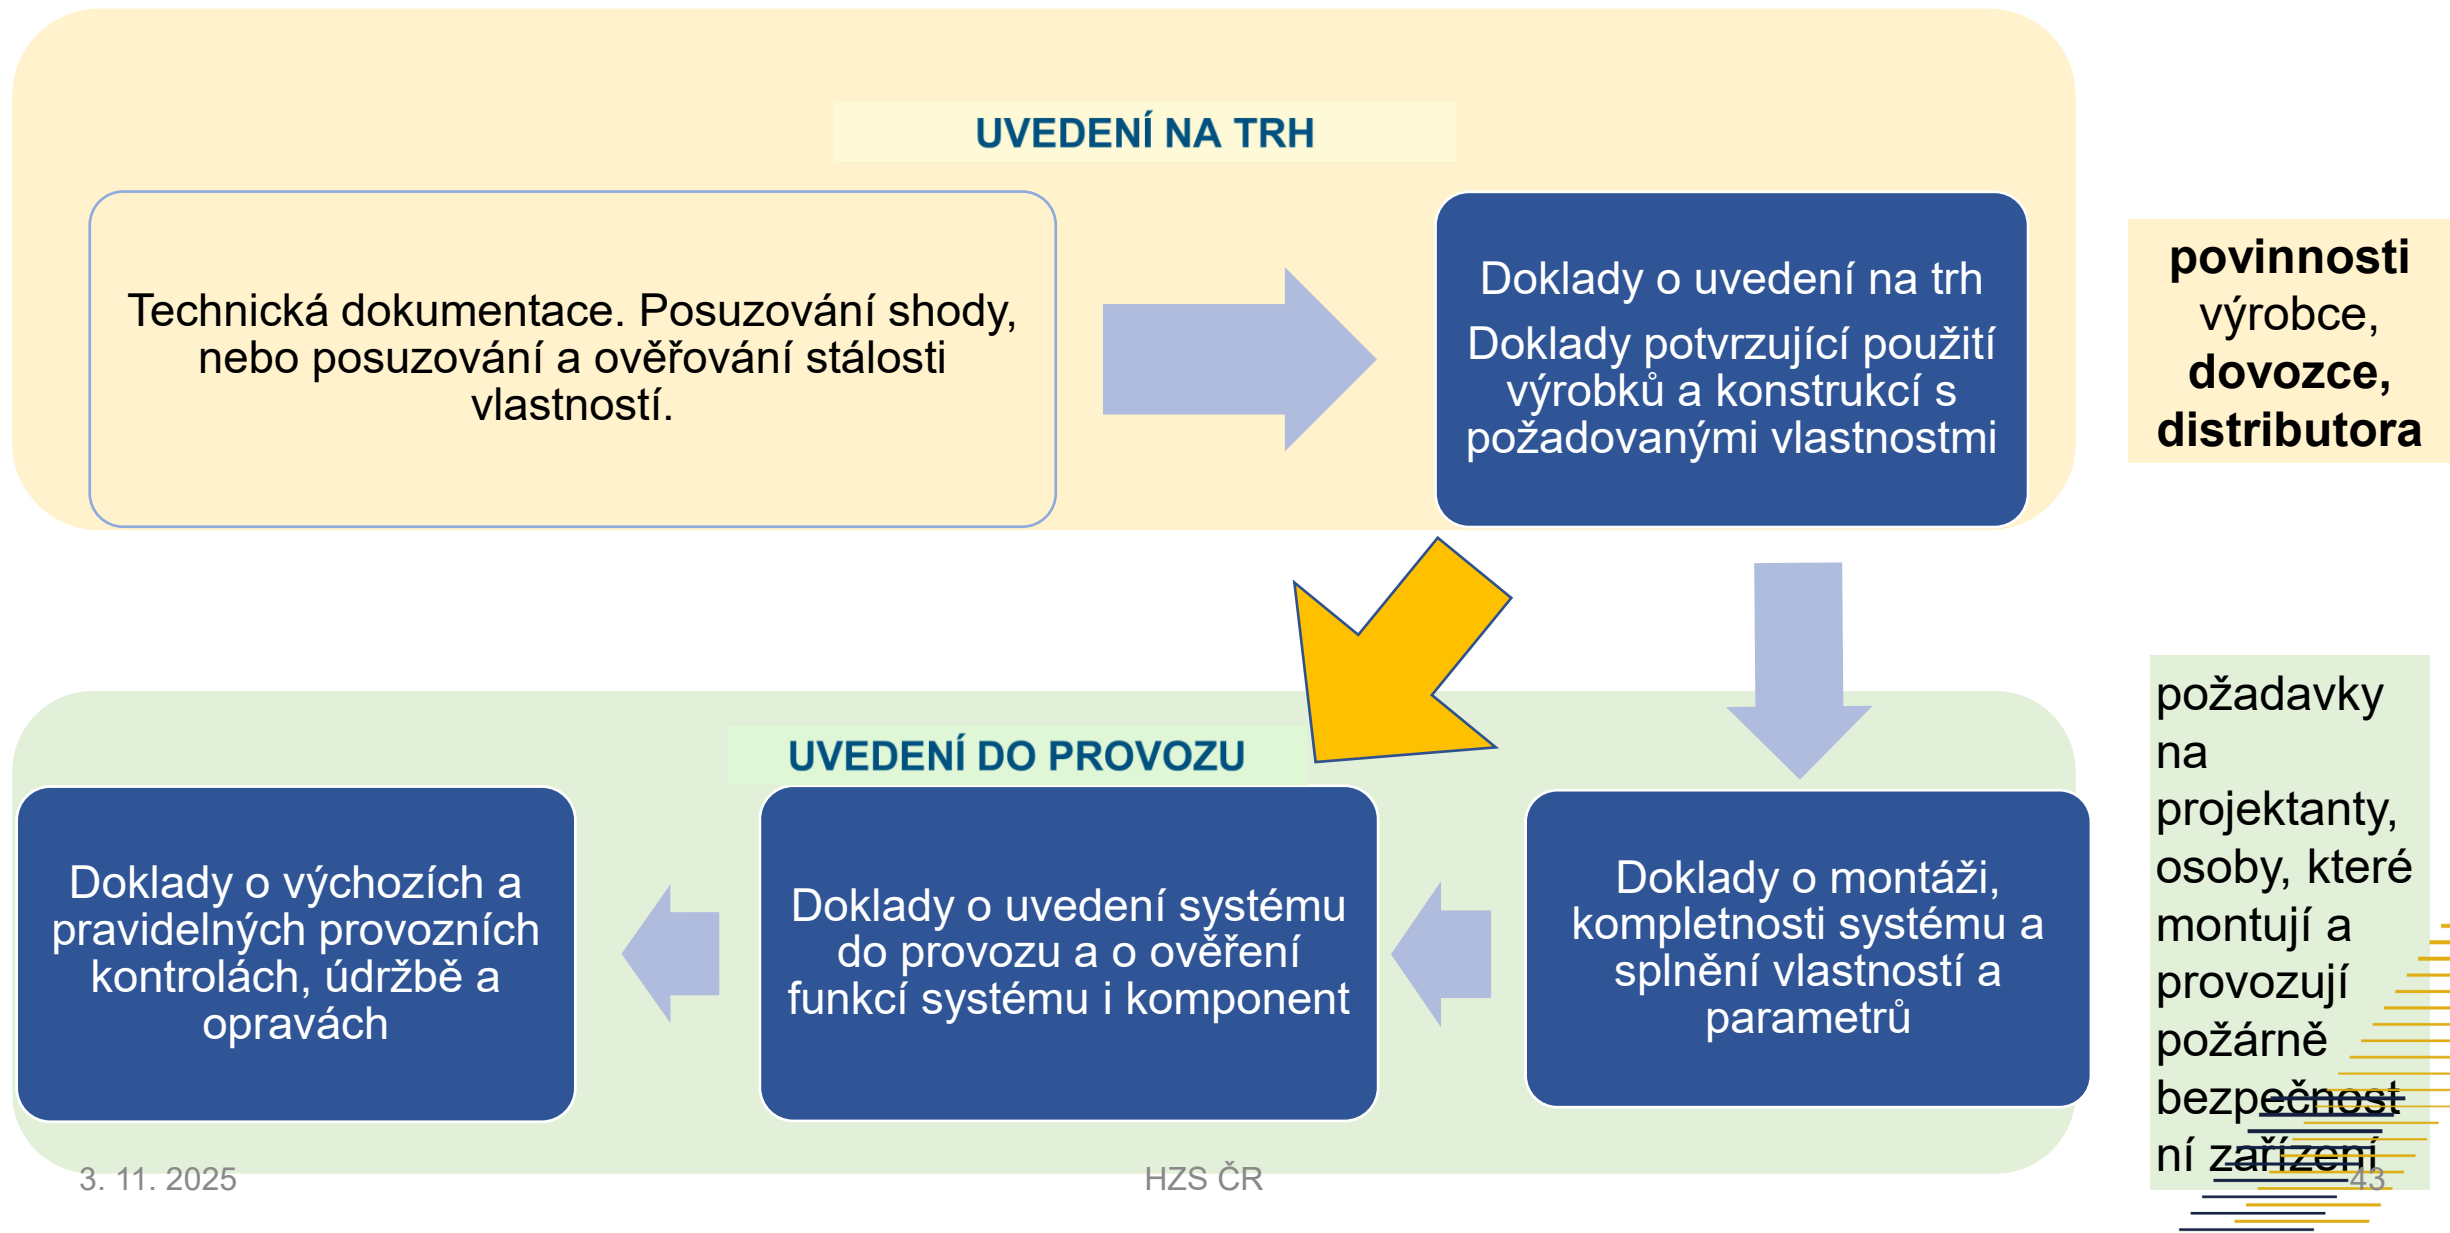 UVEDENÍ NA TRH
Technická dokumentace. Posuzování shody,
nebo posuzování a ověřování stálosti
vlastností.
Doklady o uvedení na trh
Doklady potvrzující použití
výrobků a konstrukcí s
požadovanými vlastnostmi
povinnosti
výrobce,
dovozce,
distributora
UVEDENÍ DO PROVOZU
Doklady o výchozích a
pravidelných provozních
kontrolách, údržbě a
opravách
Doklady o uvedení systému
do provozu a o ověření
funkcí systému i komponent
Doklady o montáži,
kompletnosti systému a
splnění vlastností a
parametrů
požadavky
na
projektanty,
osoby, které
montují a
provozují
požárně
bezpečnost
ní zařízení
3. 11. 2025
HZS ČR
43